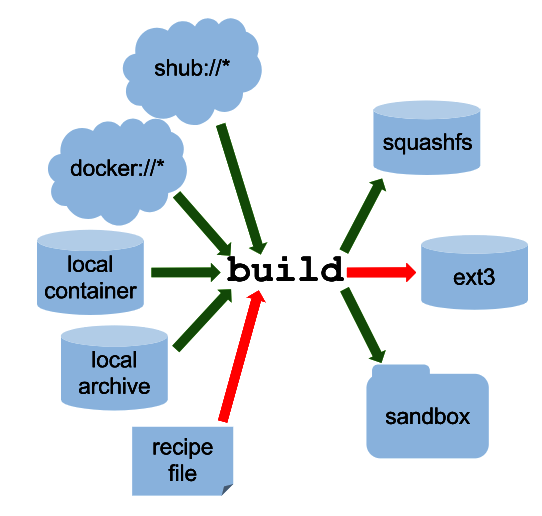 shub://*
docker://*
local
container
local
archive
recipe
file
build
squashfs
ext3
sandbox